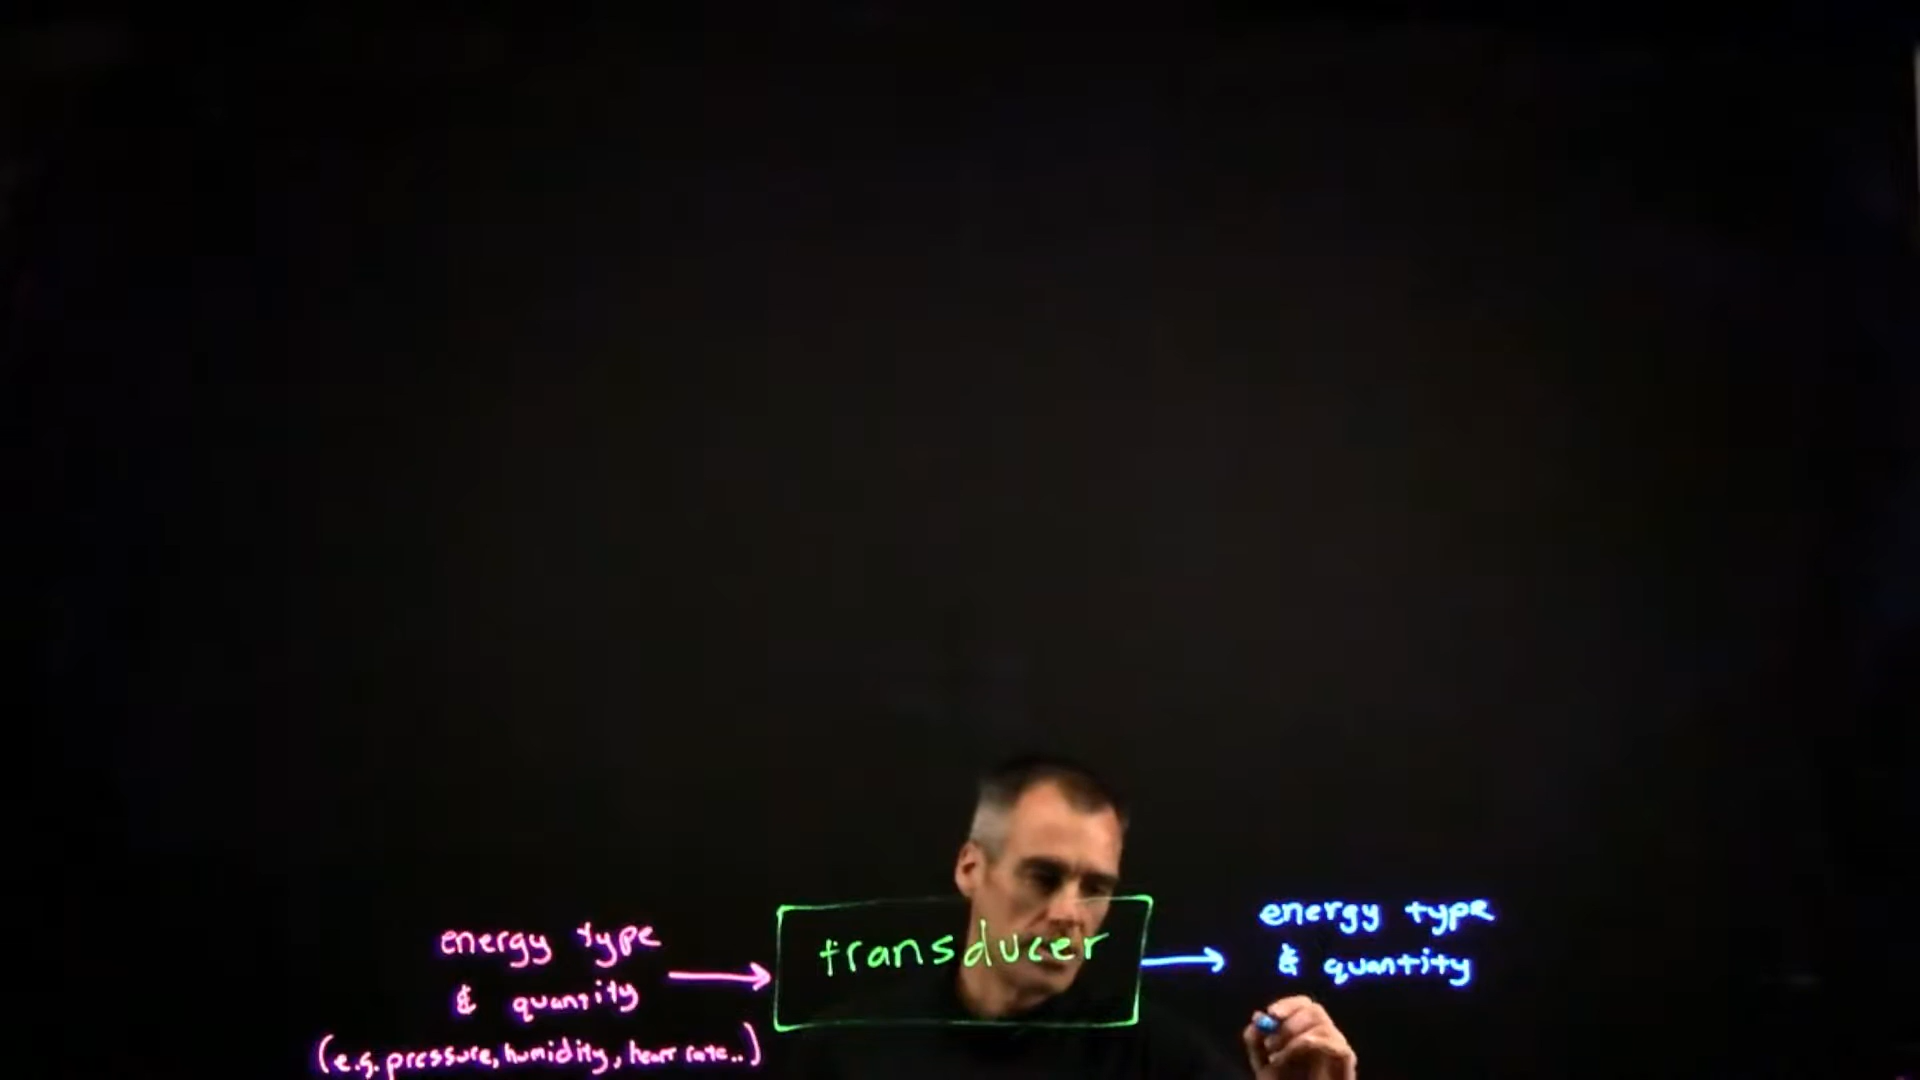 energy type
& quantity
(e.g. pressure, humidity, heart rate..)
transducer
energy type
& quantity